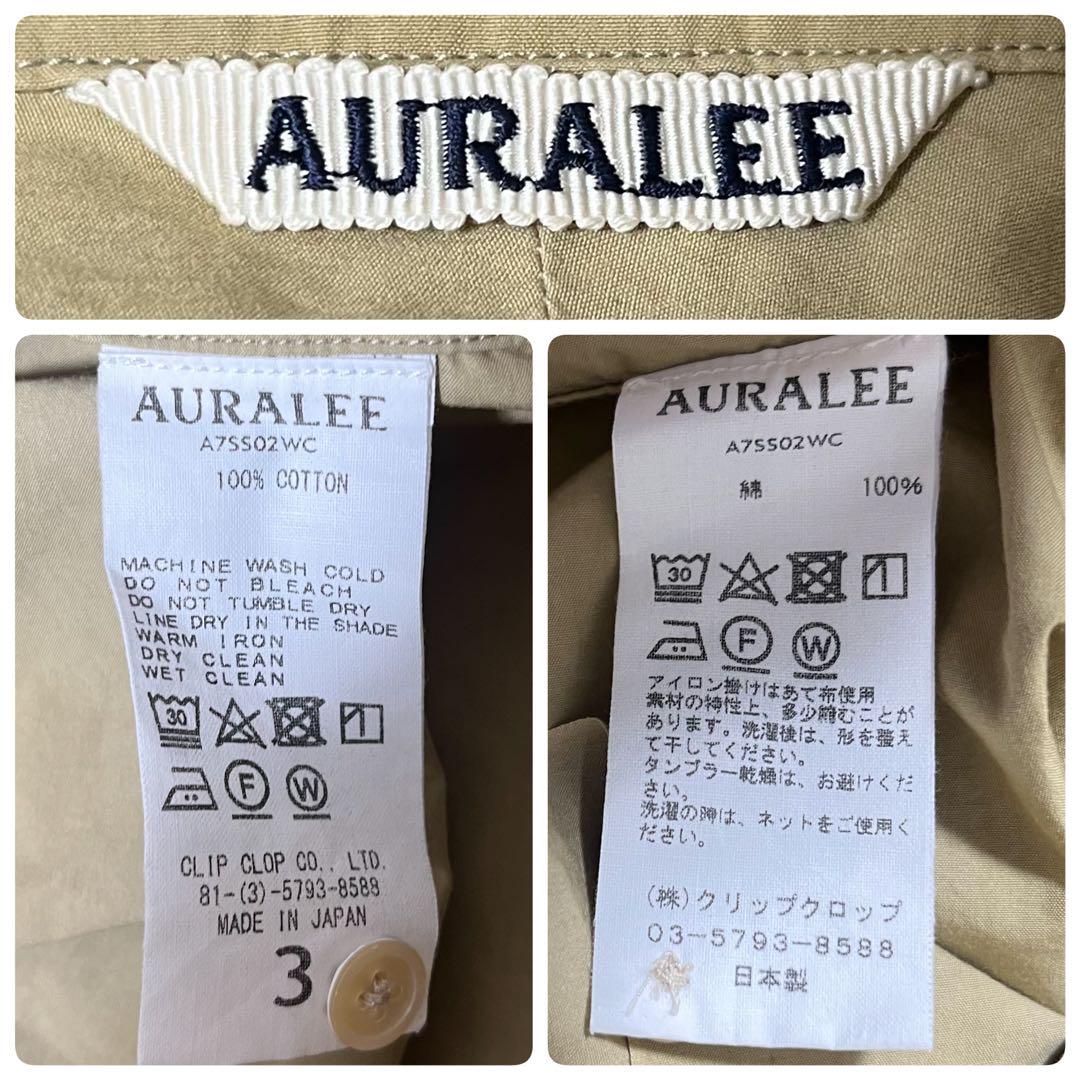 AURALEE
AURALEE
A7SS02WC
100% COTTON
MACHINE WASH COLD
DO NOT BLEACH
DO NOT TUMBLE DRY
LINE DRY IN THE SHADE
WARM IRON
DRY CLEAN
WET CLEAN
30
F W
CLIP CLOP CO., LTD.
81-(3)-5793-8588
MADE IN JAPAN
3
AURALEE
A7SS02WC
綿 100%
30
F W
アイロン掛けはあて布使用
素材の特性上、多少縮むことが
あります。洗濯後は、形を整え
て干してください。
タンブラー乾燥は、お避けくだ
さい。
洗濯の時は、ネットをご使用く
ださい。
(株)クリップクロップ
03-5793-8588
日本製